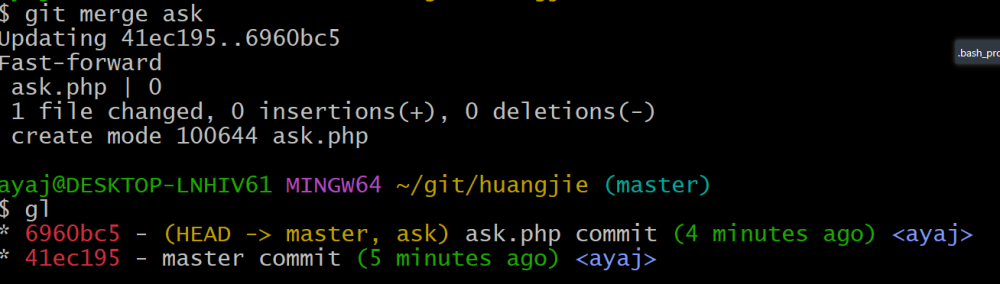 $ git merge ask
Updating 41ec195..6960bc5
Fast-forward
.bash_pro
ask.php | 0
1 file changed, 0 insertions(+), 0 deletions(-)
create mode 100644 ask.php
ayaj@DESKTOP-LNHIV61 MINGW64 ~/git/huangjie (master)
$ gl
* 6960bc5 - (HEAD -> master, ask) ask.php commit (4 minutes ago) <ayaj>
* 41ec195 - master commit (5 minutes ago) <ayaj>